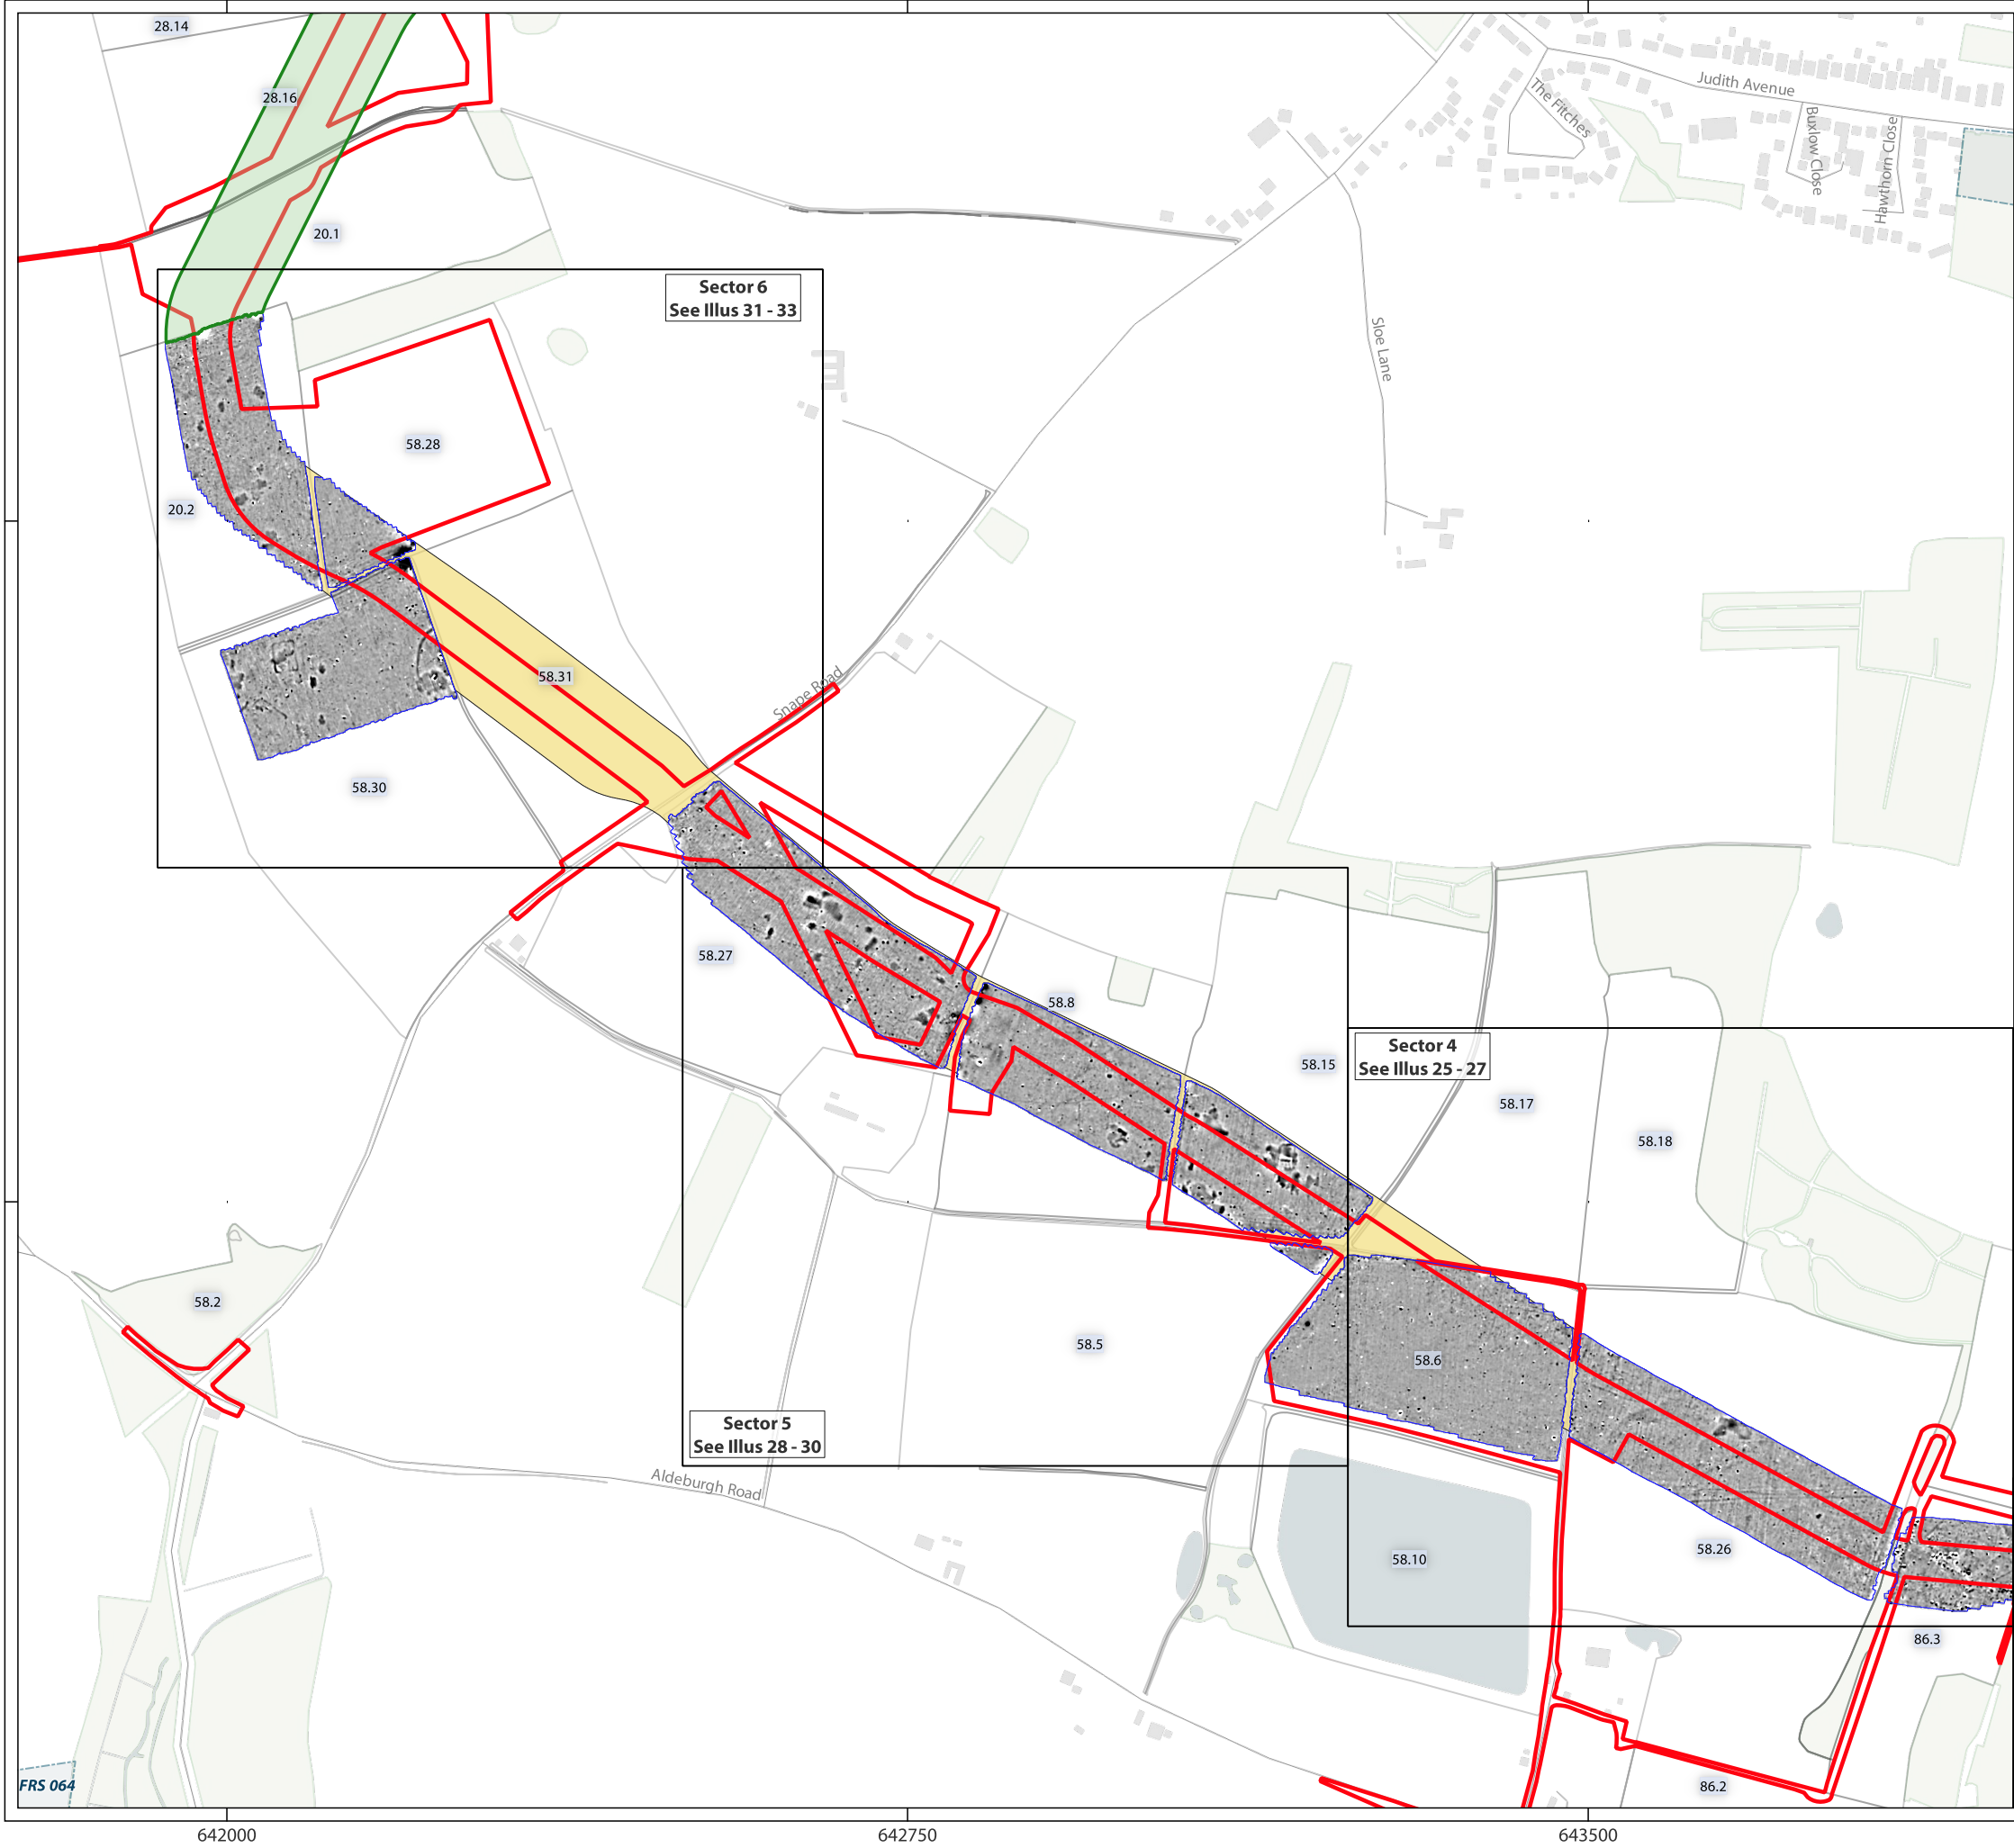 28.14
Judith Avenue
The Fitches
28.16
Buxlow Close
Hawthorn Close
20.1
Sector 6
See Illus 31 - 33
Sloe Lane
58.28
20.2
58.31
Snape Road
58.30
58.27
58.8
58.15
Sector 4
See Illus 25 - 27
58.17
58.18
58.2
58.5
58.6
Sector 5
See Illus 28 - 30
Aldeburgh Road
58.10
58.26
86.3
FRS 064
86.2
642000
642750
643500